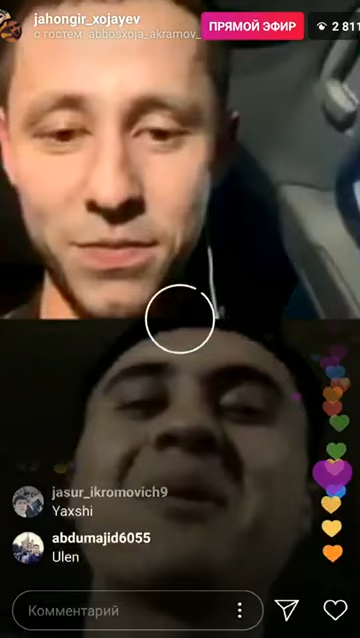 jahongir_xojayev
с гостем: abbosxoja_akramov_
ПРЯМОЙ ЭФИР
2 811
jasur_ikromovich9
Yaxshi
abdumajid6055
Ulen
Комментарий